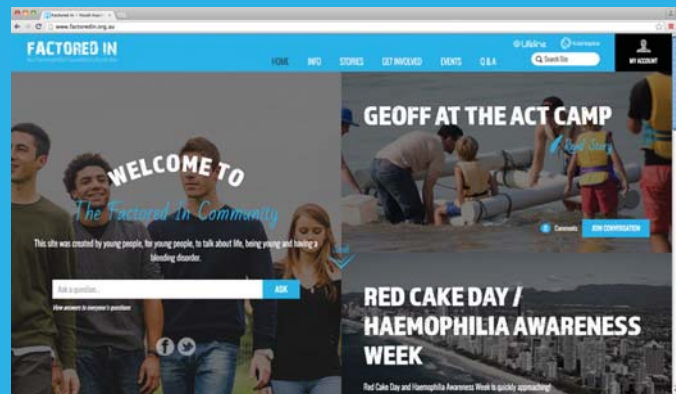 Factored In – Youth Haem
www.factoredin.org.au
FACTORED IN
Lifeline
Search Site
MY ACCOUNT
HOME INFO STORIES GET INVOLVED EVENTS Q & A
WELCOME TO
The Factored In Community
This site was created by young people, for young people, to talk about life, being young and having a
bleeding disorder.
Ask a question...
ASK
View answers to everyone's questions
GEOFF AT THE ACT CAMP
Read Story
Comments
JOIN CONVERSATION
RED CAKE DAY /
HAEMOPHILIA AWARENESS
WEEK
Red Cake Day and Haemophilia Awareness Week is quickly approaching!